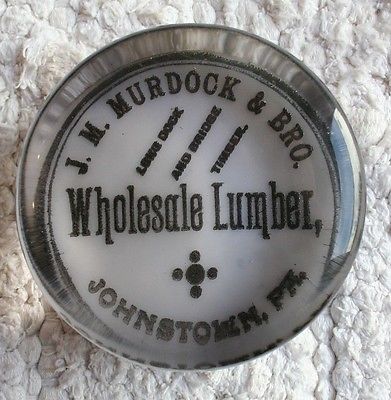 J. M. MURDOCK & BRO.
LONG DOCK
AND BRIDGE
TIMBER.
Wholesale Lumber,
JOHNSTOWN, PA.